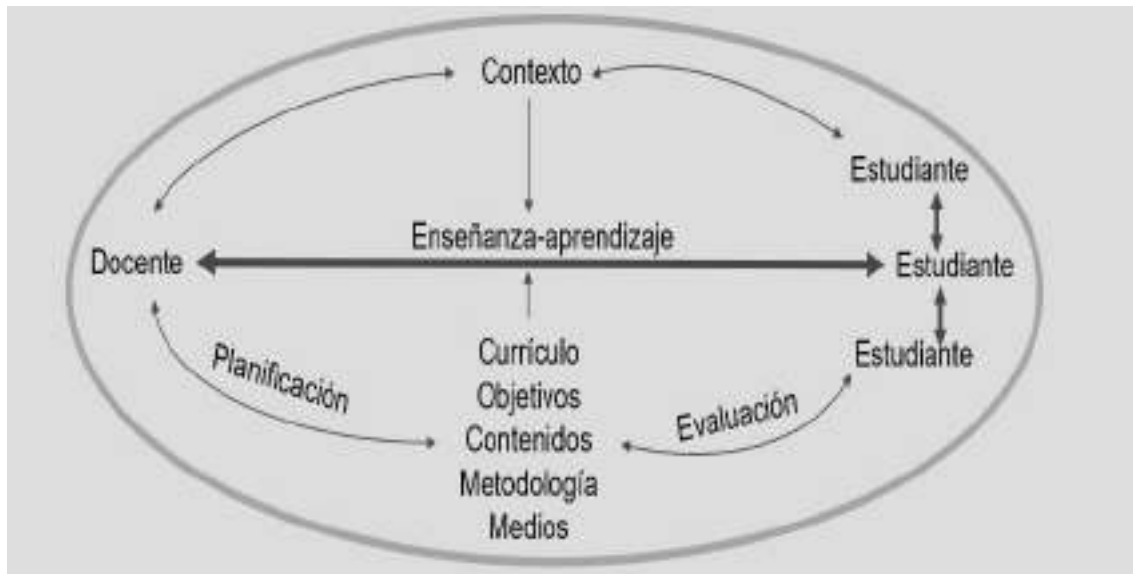 Contexto
Estudiante
Enseñanza-aprendizaje
Docente
Estudiante
Planificación
Currículo
Objetivos
Contenidos
Metodología
Medios
Estudiante
Evaluación